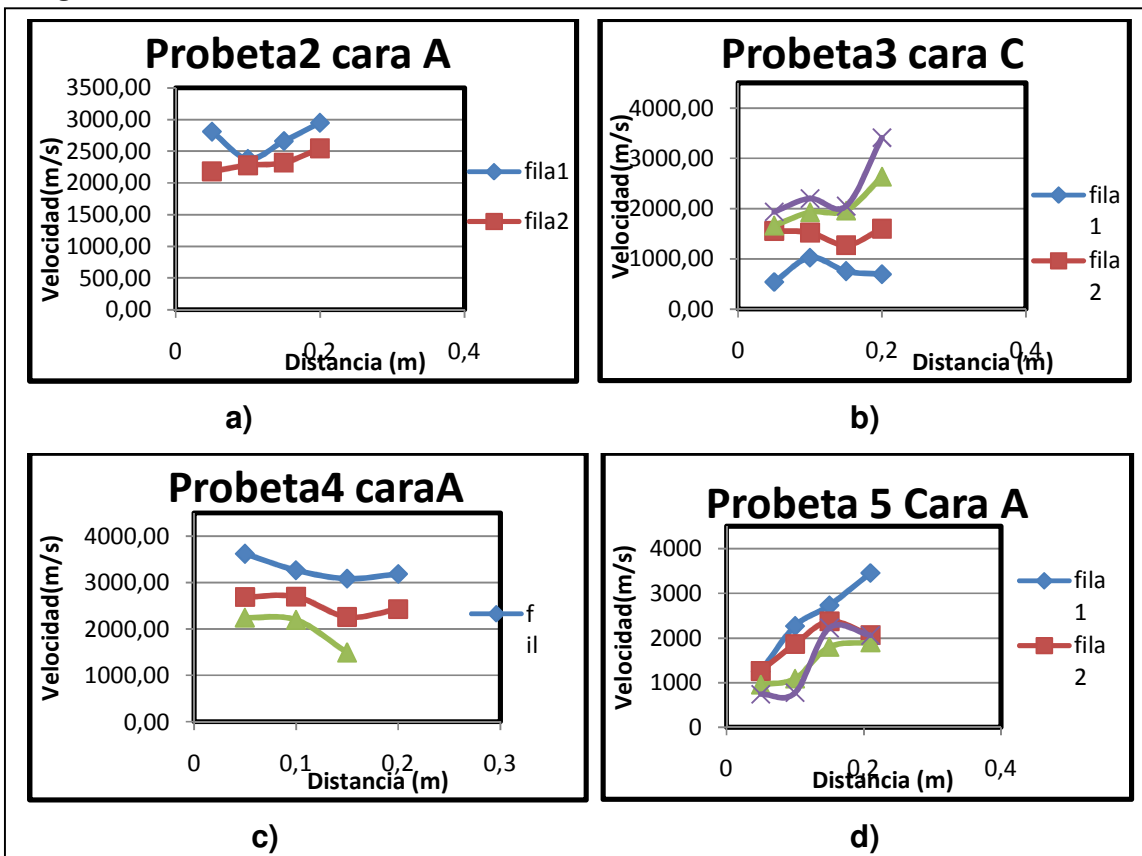 Probeta2 cara A
3500,00
3000,00
2500,00
2000,00
1500,00
1000,00
500,00
0,00
Velocidad(m/s)
0
0,2
0,4
Distancia (m)
fila1
fila2
a)
Probeta3 cara C
4000,00
3000,00
2000,00
1000,00
0,00
Velocidad(m/s)
0
0,2
0,4
Distancia (m)
fila
1
fila
2
b)
Probeta4 caraA
4000,00
3000,00
2000,00
1000,00
0,00
Velocidad(m/s)
0
0,1
0,2
0,3
Distancia (m)
f
il
c)
Probeta 5 Cara A
4000
3000
2000
1000
0
Velocidad(m/s)
0
0,2
0,4
Distancia (m)
fila
1
fila
2
d)